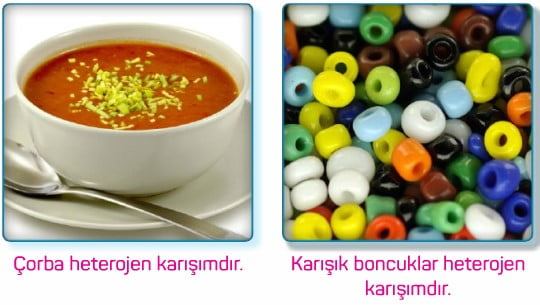 Çorba heterojen karışımdır.
Karışık boncuklar heterojen
karışımdır.